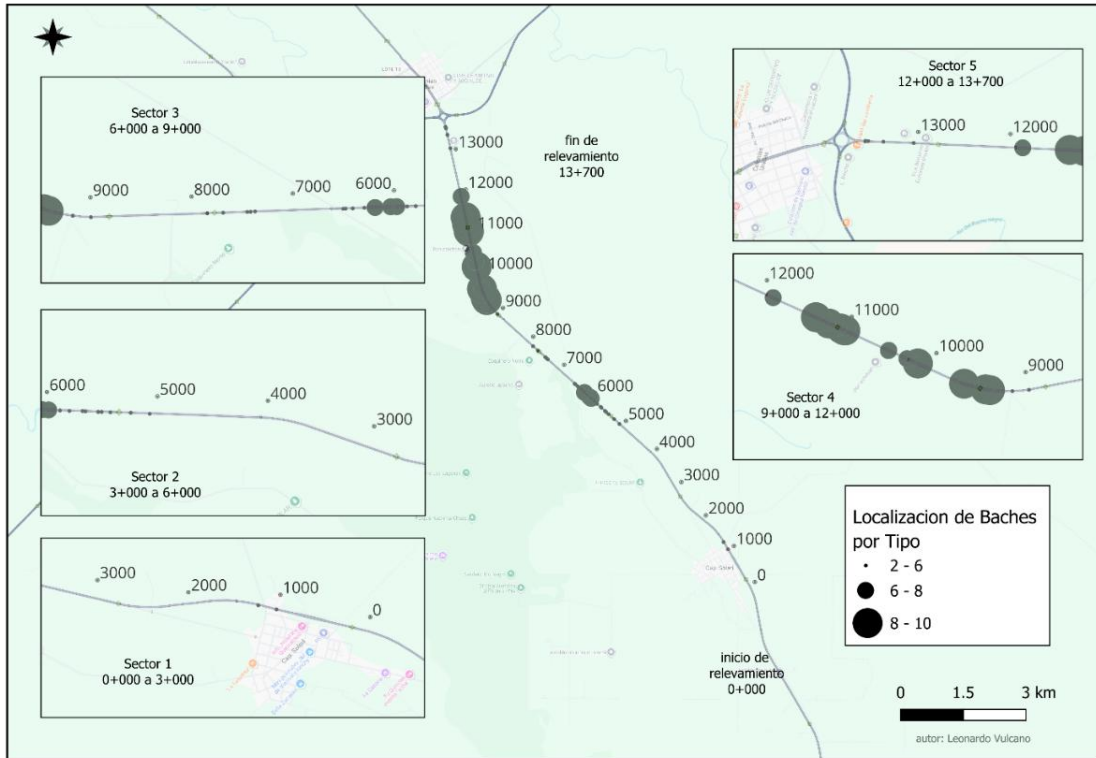 Sector 3
6+000 a 9+000
9000
8000
7000
6000
6000
5000
4000
3000
Sector 2
3+000 a 6+000
3000
2000
1000
0
Sector 1
0+000 a 3+000
fin de
relevamiento
13+700
13000
12000
11000
10000
9000
8000
7000
6000
5000
4000
3000
2000
1000
0
inicio de
relevamiento
0+000
Sector 5
12+000 a 13+700
13000
12000
12000
11000
10000
9000
Sector 4
9+000 a 12+000
Localizacion de Baches
por Tipo
2 - 6
6 - 8
8 - 10
0 1.5 3 km
autor: Leonardo Vulcano